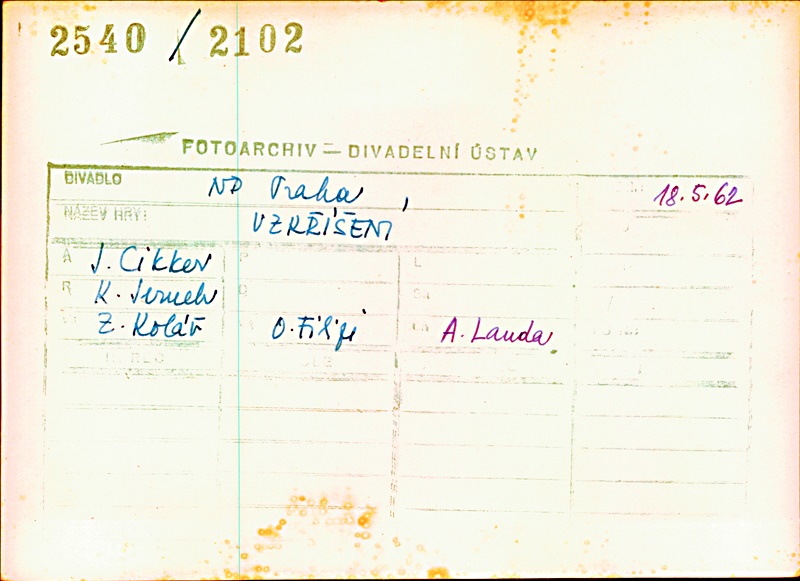 2540 / 2102
FOTOARCHIV — DIVADELNÍ ÚSTAV
DIVADLO ND Praha, 18.5.62
NÁZEV HRY: VZKŘÍŠENÍ
A J. Cikker P L
R K. Jernek
Z. Kolář O. Filipi A. Landa